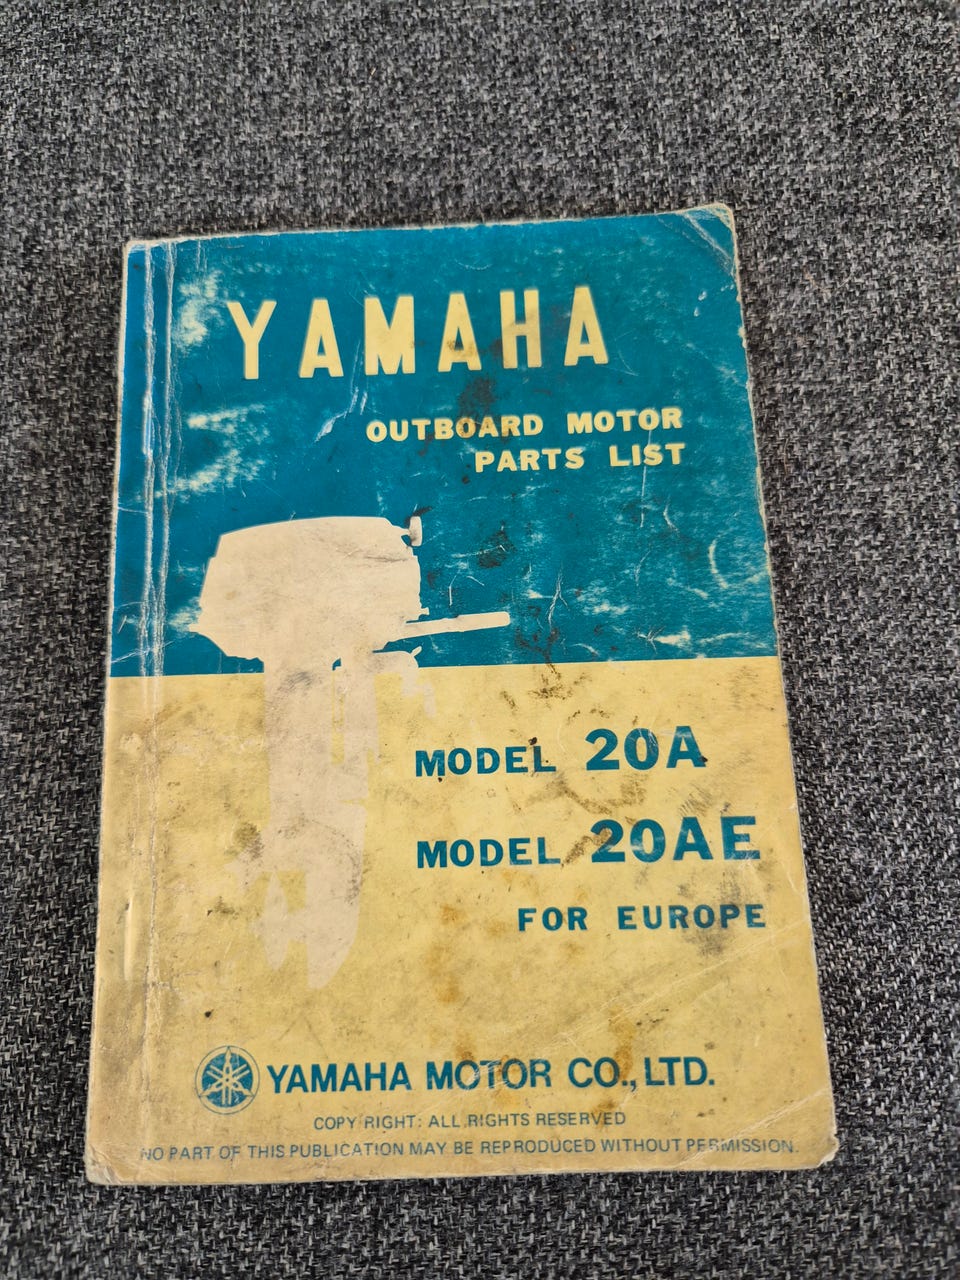 YAMAHA
OUTBOARD MOTOR
PARTS LIST
MODEL 20A
MODEL 20AE
FOR EUROPE
YAMAHA MOTOR CO., LTD.
COPY RIGHT: ALL RIGHTS RESERVED
NO PART OF THIS PUBLICATION MAY BE REPRODUCED WITHOUT PERMISSION.